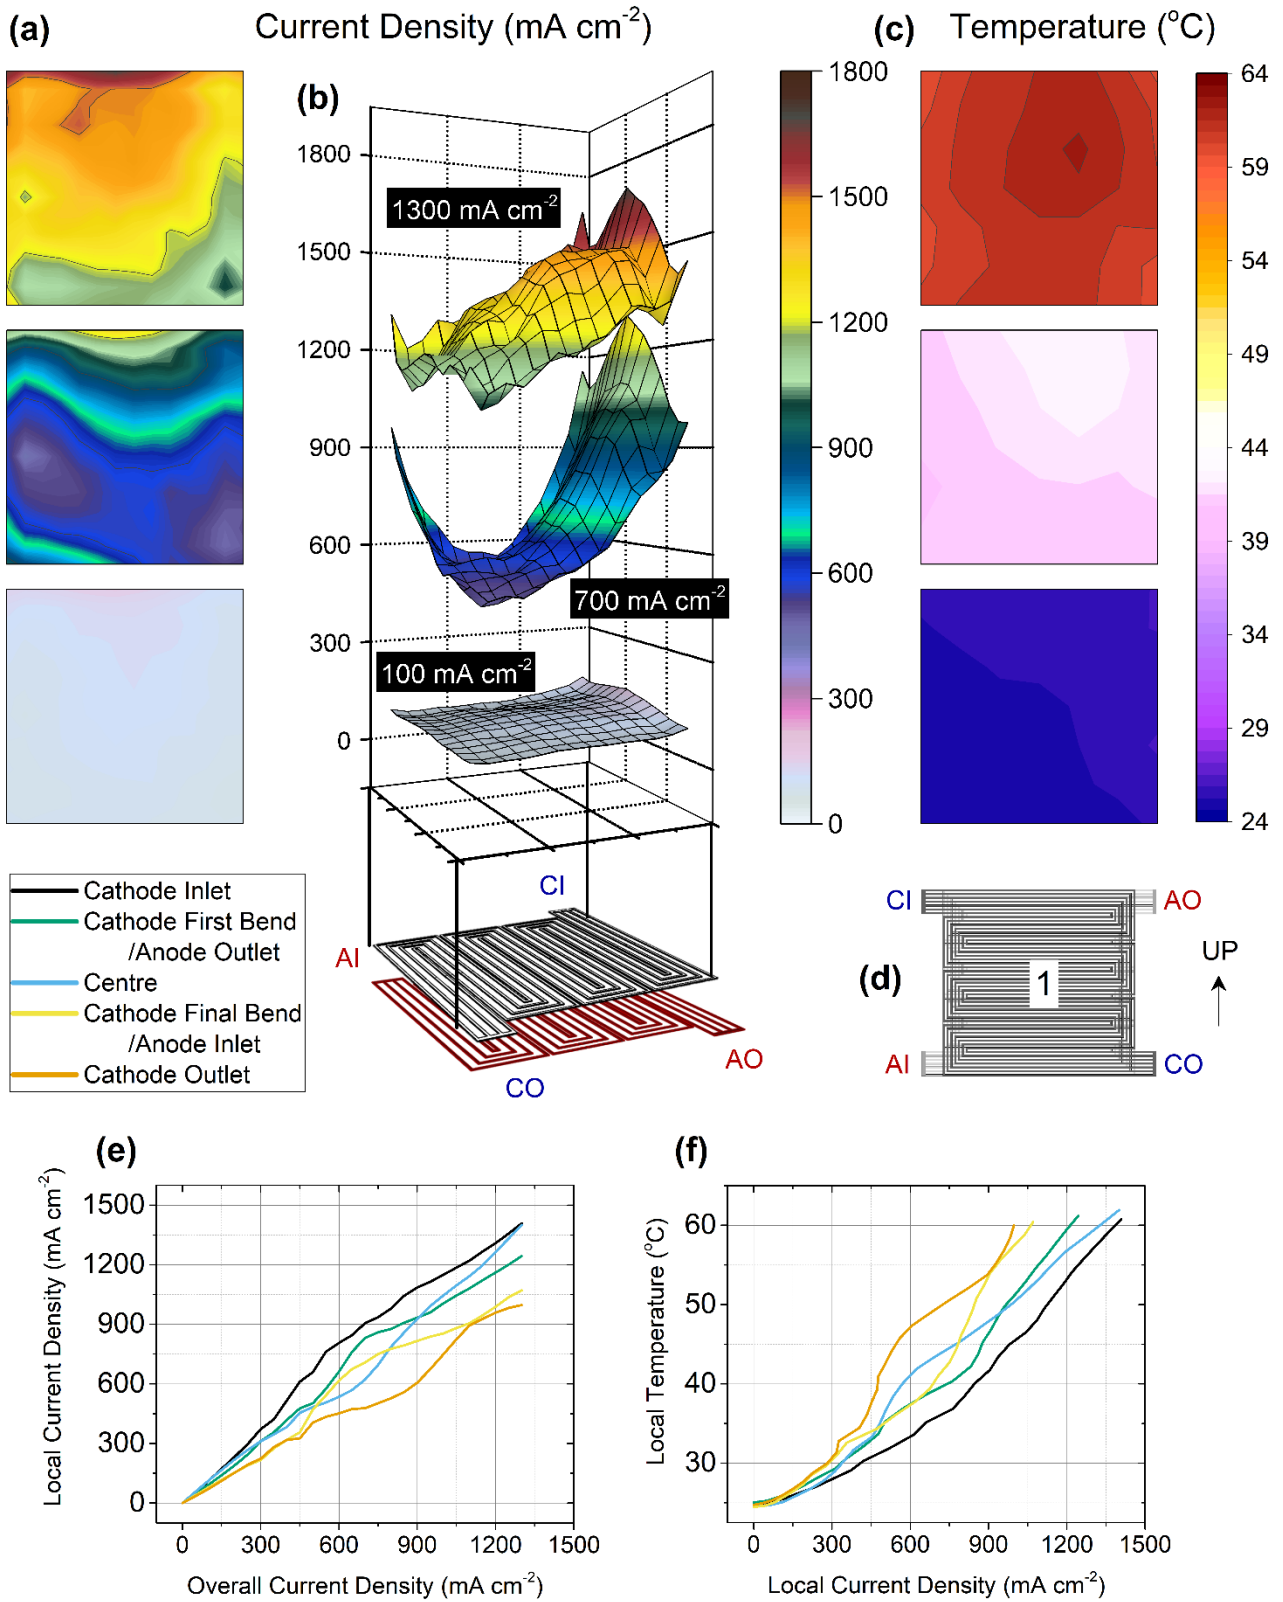 (a)
Current Density (mA cm-2)
(c)
Temperature (oC)
(b)
1800
1500
1200
900
600
300
0
1300 mA cm-2
700 mA cm-2
100 mA cm-2
1800
1500
1200
900
600
300
0
64
59
54
49
44
39
34
29
24
Cathode Inlet
Cathode First Bend
/Anode Outlet
Centre
Cathode Final Bend
/Anode Inlet
Cathode Outlet
CI
AI
AO
CO
(d)
CI
AO
UP
1
AI
CO
(e)
Local Current Density (mA cm-2)
1500
1200
900
600
300
0
0 300 600 900 1200 1500
Overall Current Density (mA cm-2)
(f)
Local Temperature (oC)
60
50
40
30
0 300 600 900 1200 1500
Local Current Density (mA cm-2)